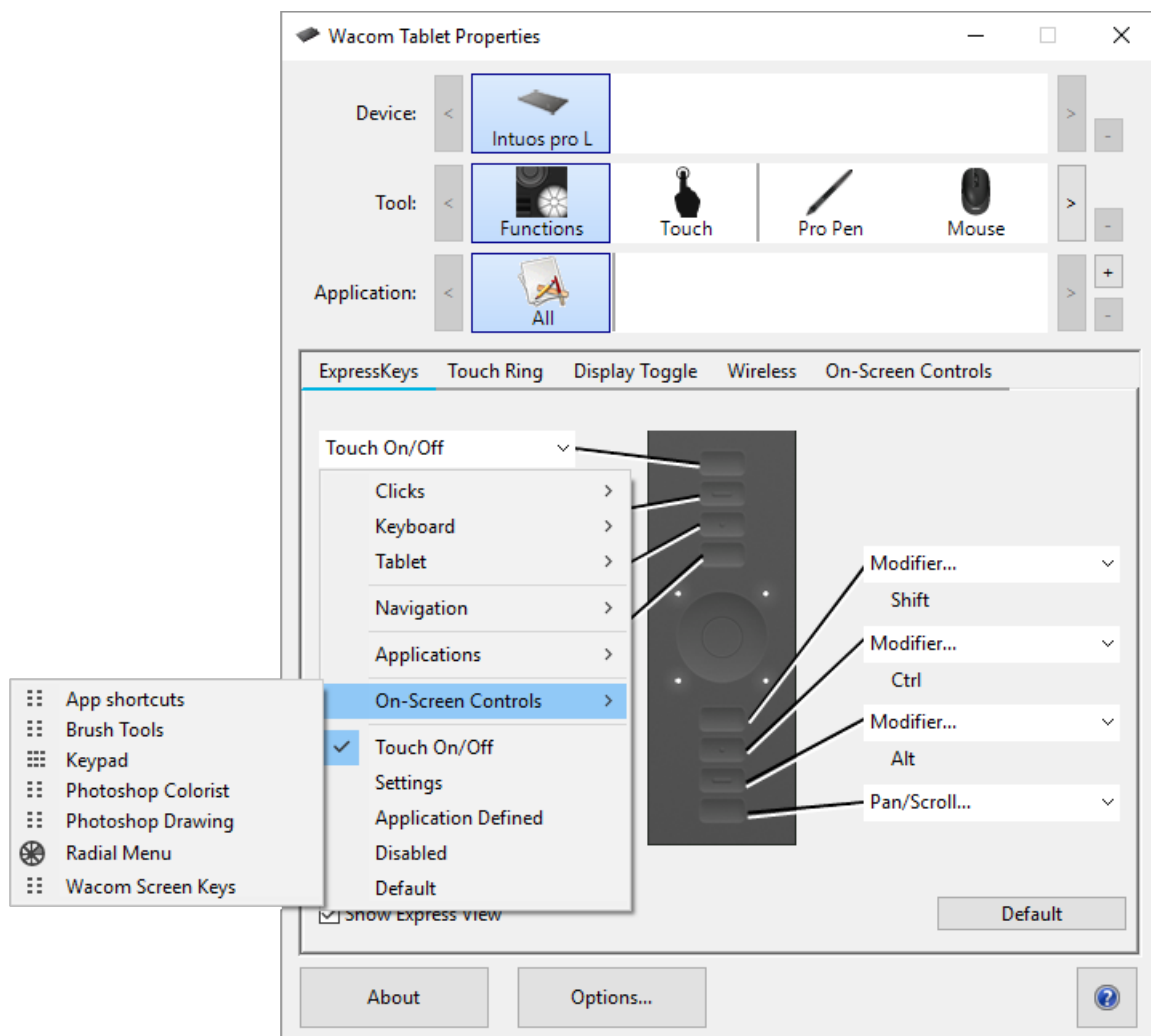 Wacom Tablet Properties
Device:
Intuos pro L
Tool:
Functions
Touch
Pro Pen
Mouse
Application:
All
ExpressKeys
Touch Ring
Display Toggle
Wireless
On-Screen Controls
Touch On/Off
Clicks
Keyboard
Tablet
Navigation
Applications
On-Screen Controls
Touch On/Off
Settings
Application Defined
Disabled
Default
App shortcuts
Brush Tools
Keypad
Photoshop Colorist
Photoshop Drawing
Radial Menu
Wacom Screen Keys
Modifier...
Shift
Modifier...
Ctrl
Modifier...
Alt
Pan/Scroll...
Show Express View
Default
About
Options...